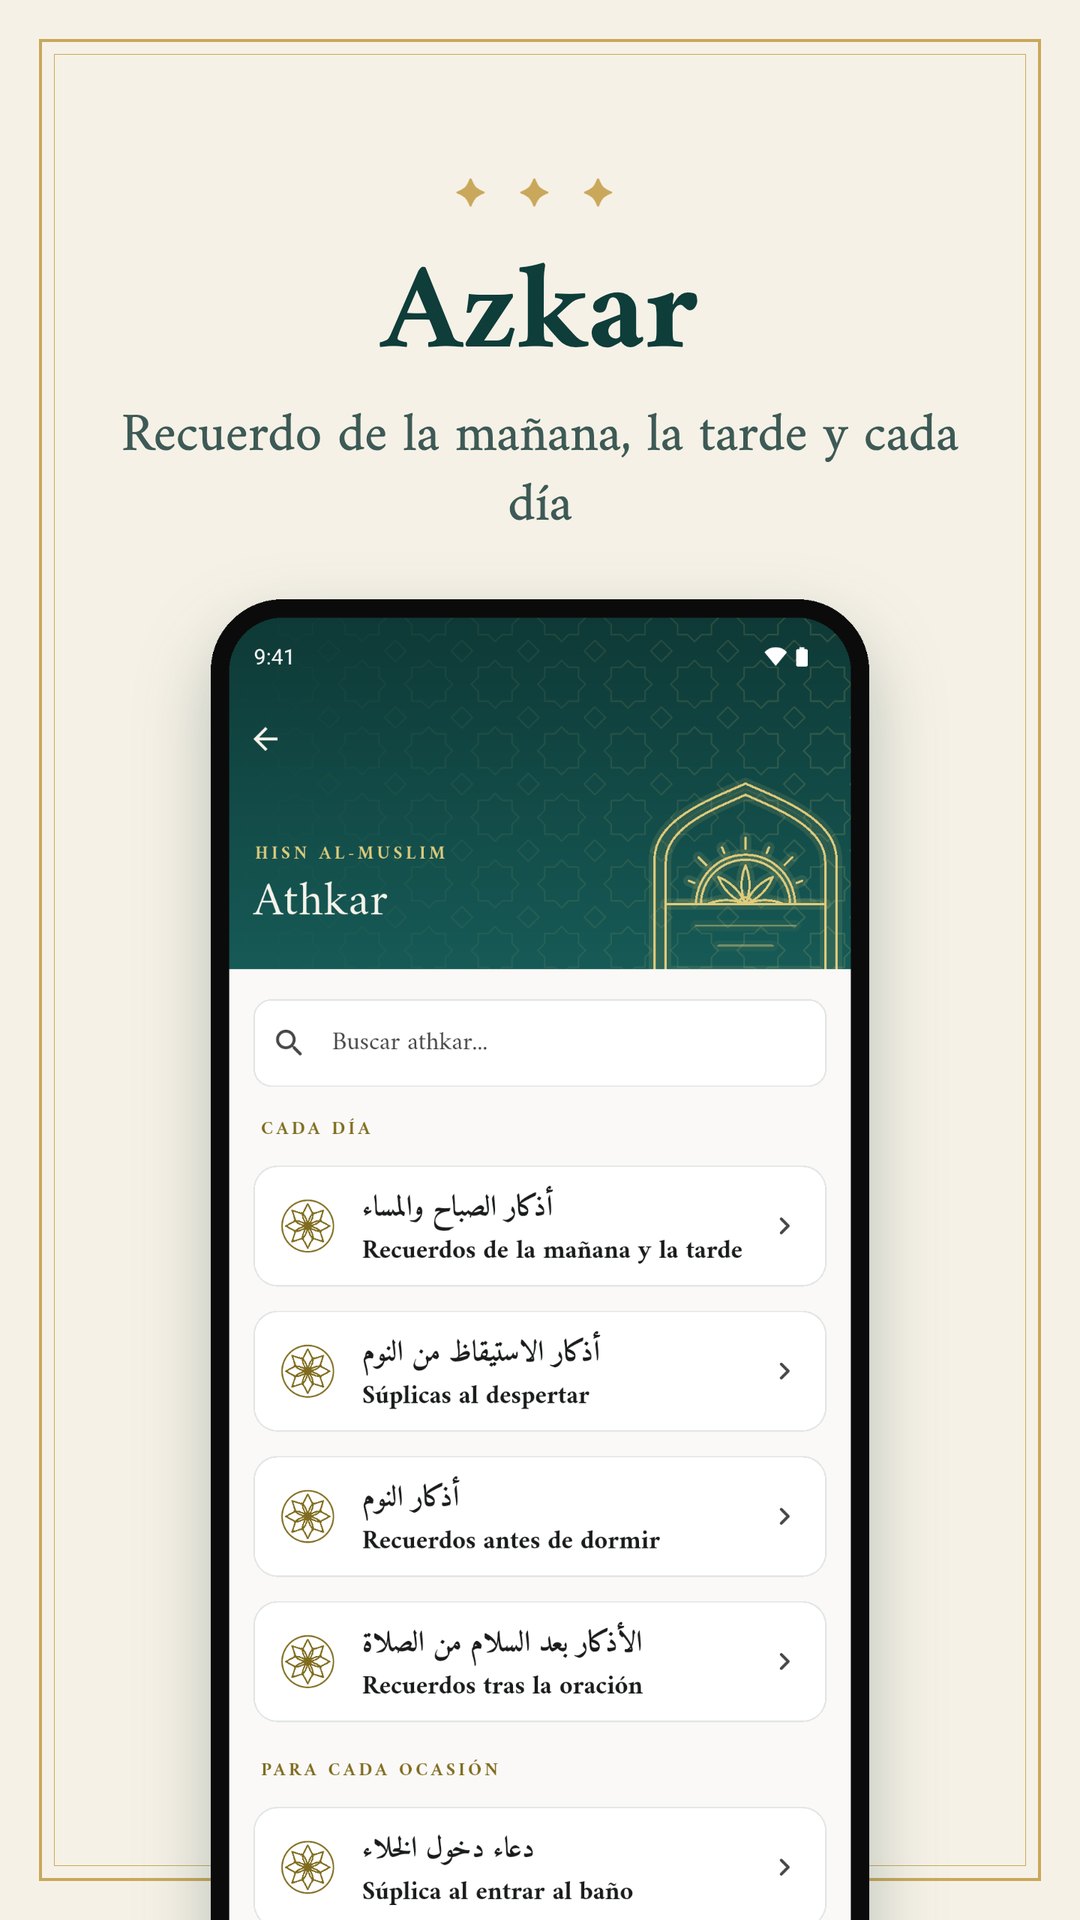 Azkar
Recuerdo de la mañana, la tarde y cada
día
9:41
HISN AL-MUSLIM
Athkar
Buscar athkar...
CADA DÍA
أذكار الصباح والمساء
Recuerdos de la mañana y la tarde
أذكار الاستيقاظ من النوم
Súplicas al despertar
أذكار النوم
Recuerdos antes de dormir
الأذكار بعد السلام من الصلاة
Recuerdos tras la oración
PARA CADA OCASIÓN
دعاء دخول الخلاء
Súplica al entrar al baño